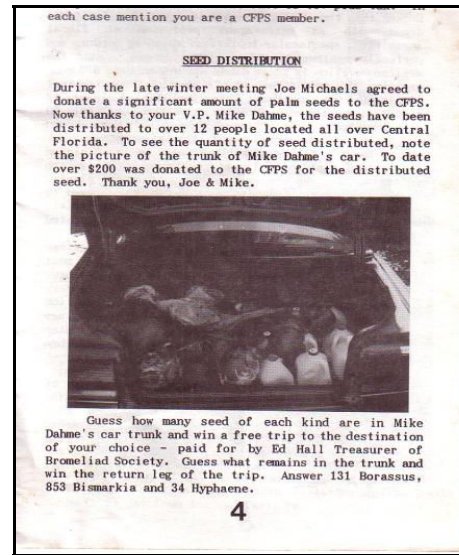 each case mention you are a CFPS member.
SEED DISTRIBUTION
During the late winter meeting Joe Michaels agreed to
donate a significant amount of palm seeds to the CFPS.
Now thanks to your V.P. Mike Dahme, the seeds have been
distributed to over 12 people located all over Central
Florida. To see the quantity of seed distributed, note
the picture of the trunk of Mike Dahme's car. To date
over $200 was donated to the CFPS for the distributed
seed. Thank you, Joe & Mike.
Guess how many seed of each kind are in Mike
Dahme's car trunk and win a free trip to the destination
of your choice - paid for by Ed Hall Treasurer of
Bromeliad Society. Guess what remains in the trunk and
win the return leg of the trip. Answer 131 Borassus,
853 Bismarkia and 34 Hyphaene.
4